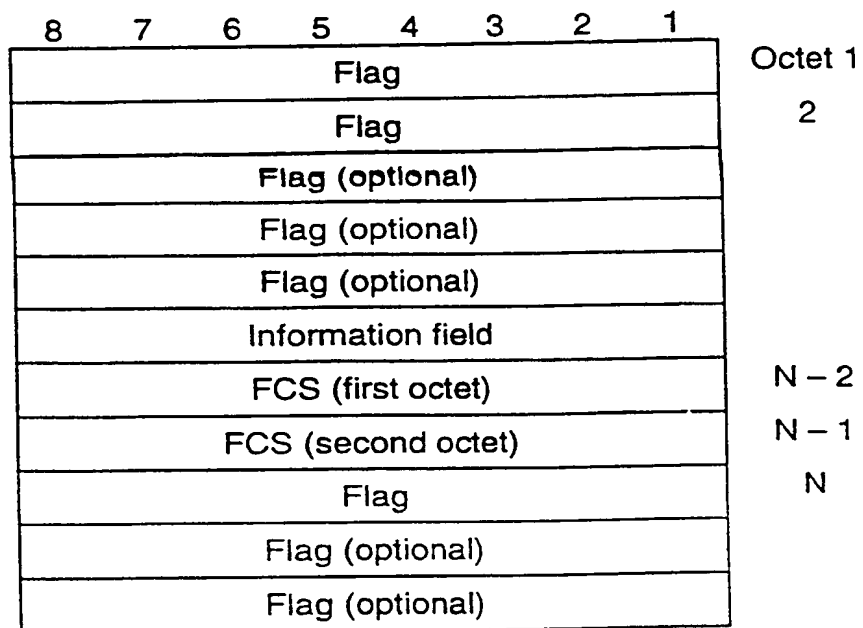 8 7 6 5 4 3 2 1
Flag Octet 1
Flag 2
Flag (optional)
Flag (optional)
Flag (optional)
Information field
FCS (first octet) N – 2
FCS (second octet) N – 1
Flag N
Flag (optional)
Flag (optional)